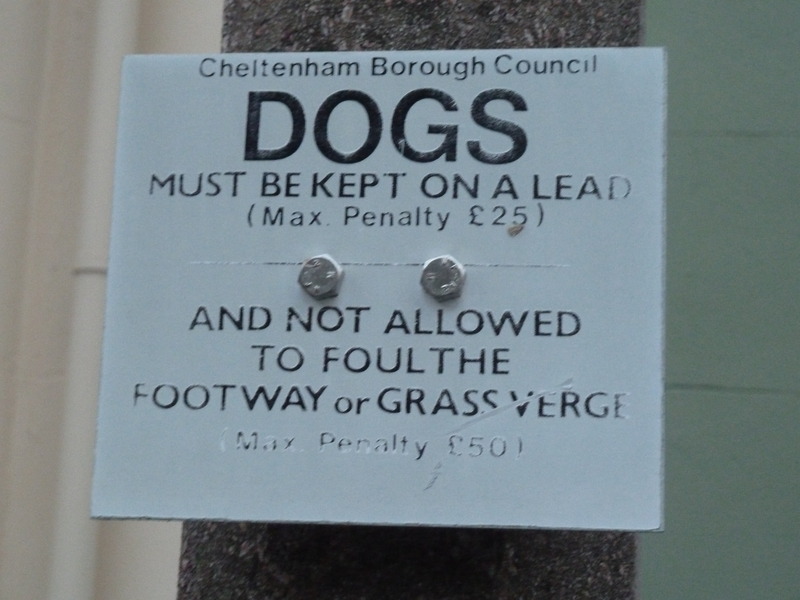 Cheltenham Borough Council
DOGS
MUST BE KEPT ON A LEAD
(Max. Penalty £25)
AND NOT ALLOWED
TO FOUL THE
FOOTWAY or GRASS VERGE
(Max. Penalty £50)